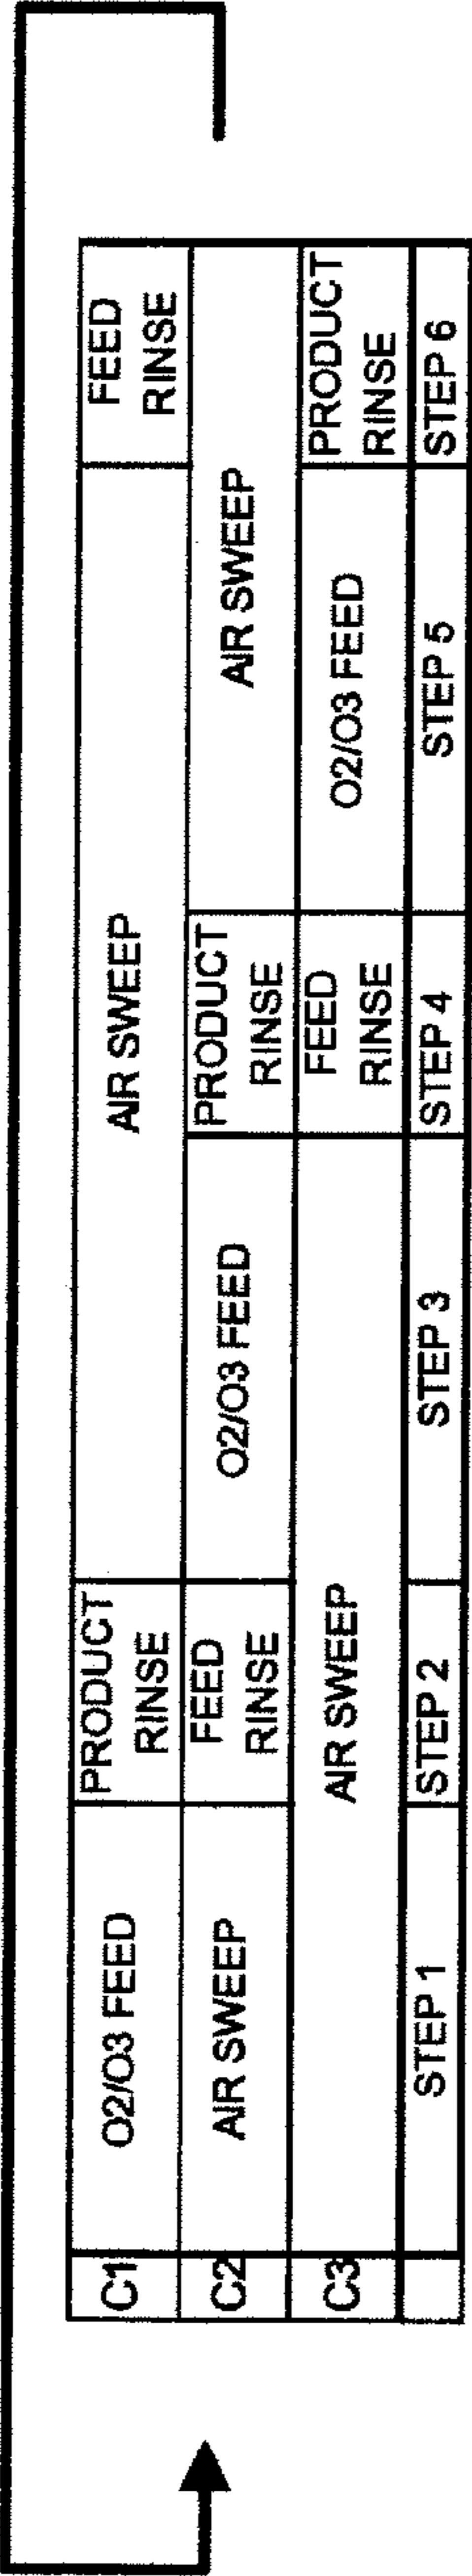 C1
O2/O3 FEED
PRODUCT
RINSE
AIR SWEEP
FEED
RINSE
C2
AIR SWEEP
FEED
RINSE
O2/O3 FEED
PRODUCT
RINSE
AIR SWEEP
C3
AIR SWEEP
FEED
RINSE
O2/O3 FEED
PRODUCT
RINSE
STEP 1
STEP 2
STEP 3
STEP 4
STEP 5
STEP 6